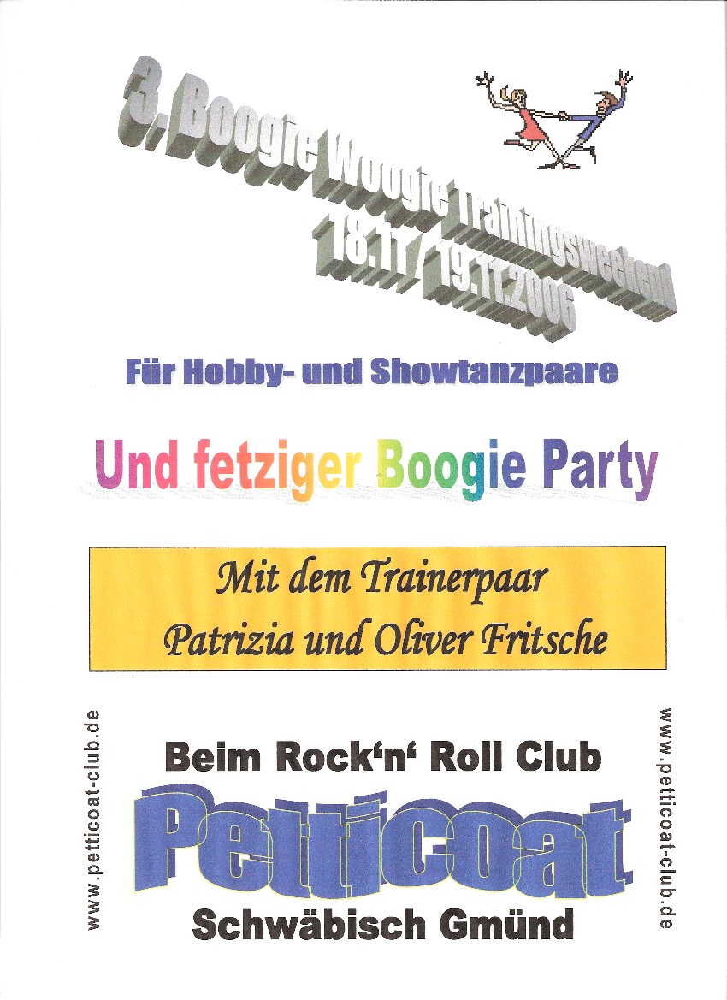 3. Boogie Woogie Trainingsweekend
18.11 / 19.11.2006
Für Hobby- und Showtanzpaare
Und fetziger Boogie Party
Mit dem Trainerpaar
Patrizia und Oliver Fritsche
www.petticoat-club.de
Beim Rock‘n‘ Roll Club
Petticoat
Schwäbisch Gmünd
www.petticoat-club.de